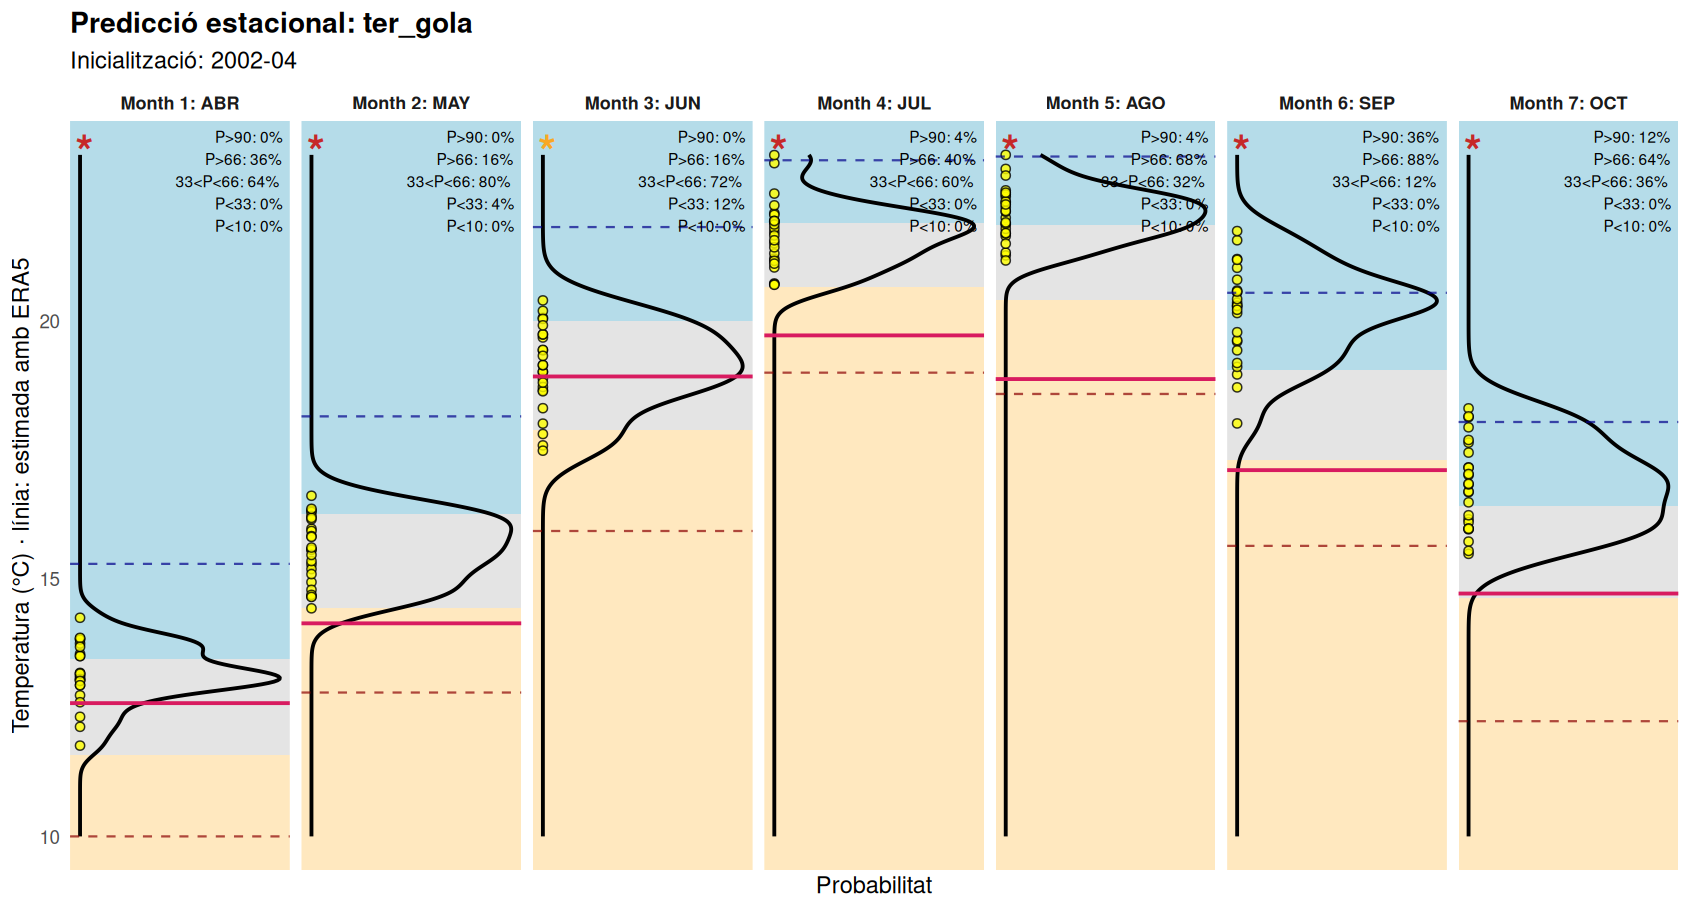 Predicció estacional: ter_gola
Inicialització: 2002-04
Month 1: ABR
Month 2: MAY
Month 3: JUN
Month 4: JUL
Month 5: AGO
Month 6: SEP
Month 7: OCT
*
P>90: 0%
P>66: 36%
33<P<66: 64%
P<33: 0%
P<10: 0%
*
P>90: 0%
P>66: 16%
33<P<66: 80%
P<33: 4%
P<10: 0%
*
P>90: 0%
P>66: 16%
33<P<66: 72%
P<33: 12%
P<10: 0%
*
P>90: 4%
P>66: 40%
33<P<66: 60%
P<33: 0%
P<10: 0%
*
P>90: 4%
P>66: 68%
33<P<66: 32%
P<33: 0%
P<10: 0%
*
P>90: 36%
P>66: 88%
33<P<66: 12%
P<33: 0%
P<10: 0%
*
P>90: 12%
P>66: 64%
33<P<66: 36%
P<33: 0%
P<10: 0%
Temperatura (°C) · línia: estimada amb ERA5
20
15
10
Probabilitat